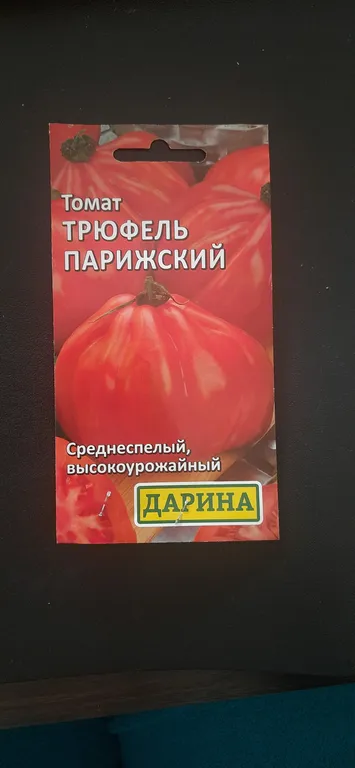 Томат
ТРЮФЕЛЬ
ПАРИЖСКИЙ
Среднеспелый,
высокоурожайный
ДАРИНА